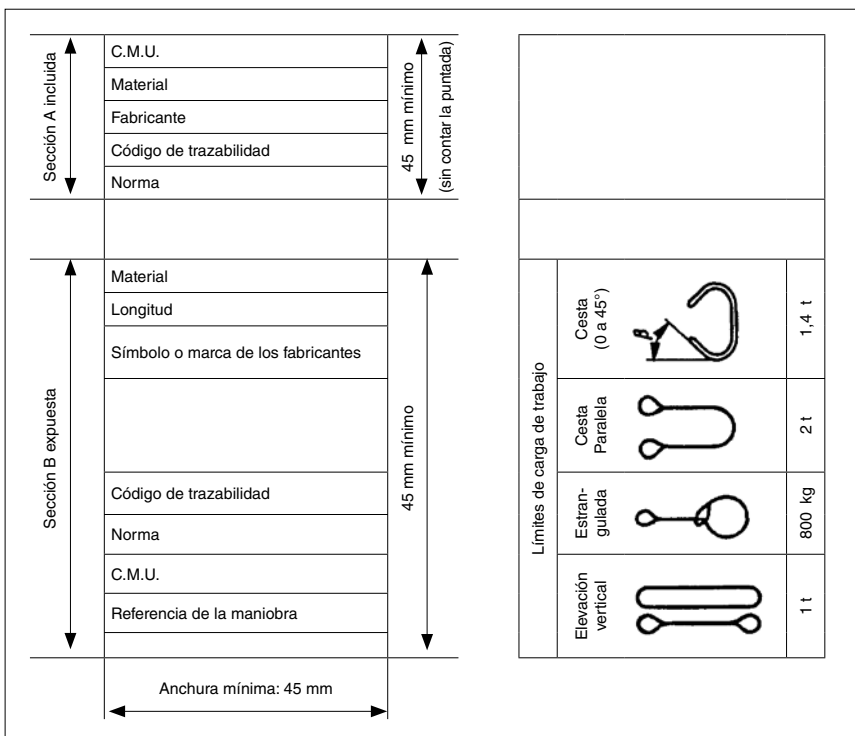 Sección A incluida
C.M.U.
Material
Fabricante
Código de trazabilidad
Norma
45 mm mínimo
(sin contar la puntada)
Sección B expuesta
Material
Longitud
Símbolo o marca de los fabricantes
Código de trazabilidad
Norma
C.M.U.
Referencia de la maniobra
45 mm mínimo
Anchura mínima: 45 mm
Límites de carga de trabajo
Cesta
(0 a 45°)
β
1,4 t
Cesta
Paralela
2 t
Estran-
gulada
800 kg
Elevación
vertical
1 t